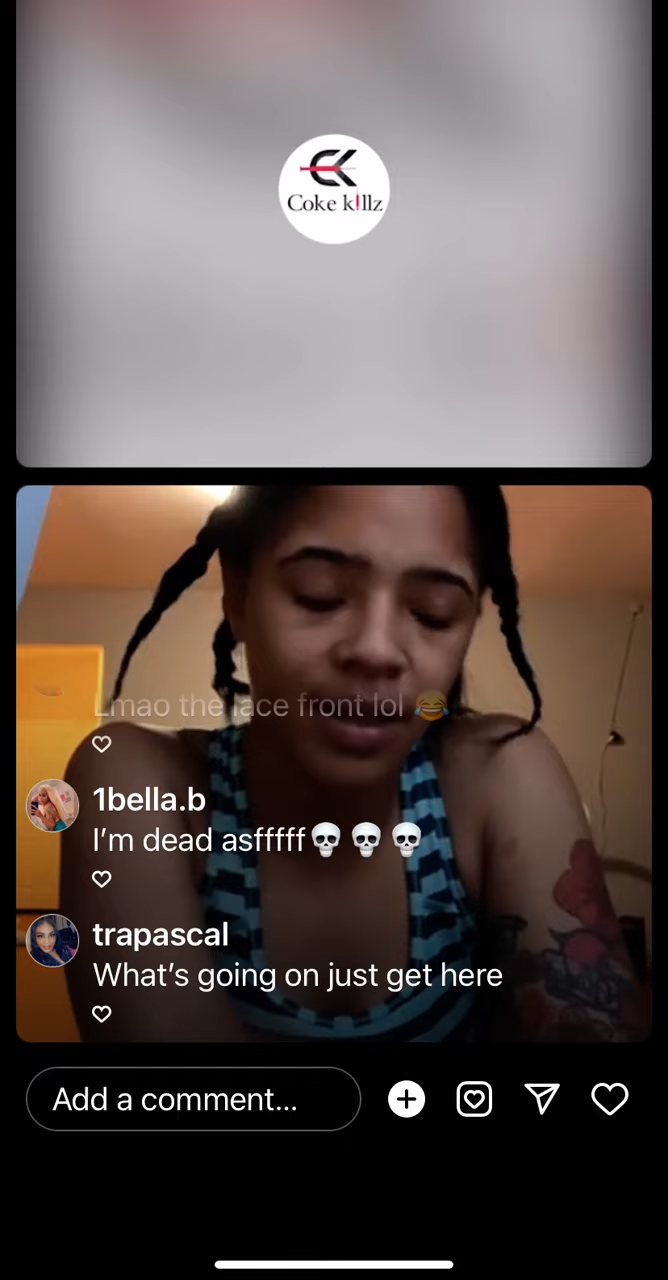 CK
Coke k!llz
Lmao the lace front lol 😂
1bella.b
I’m dead asfffff💀 💀 💀
trapascal
What’s going on just get here
Add a comment...